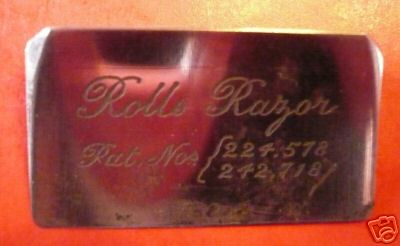 Rolls Razor
Pat. Nos { 224,578
242,718 }